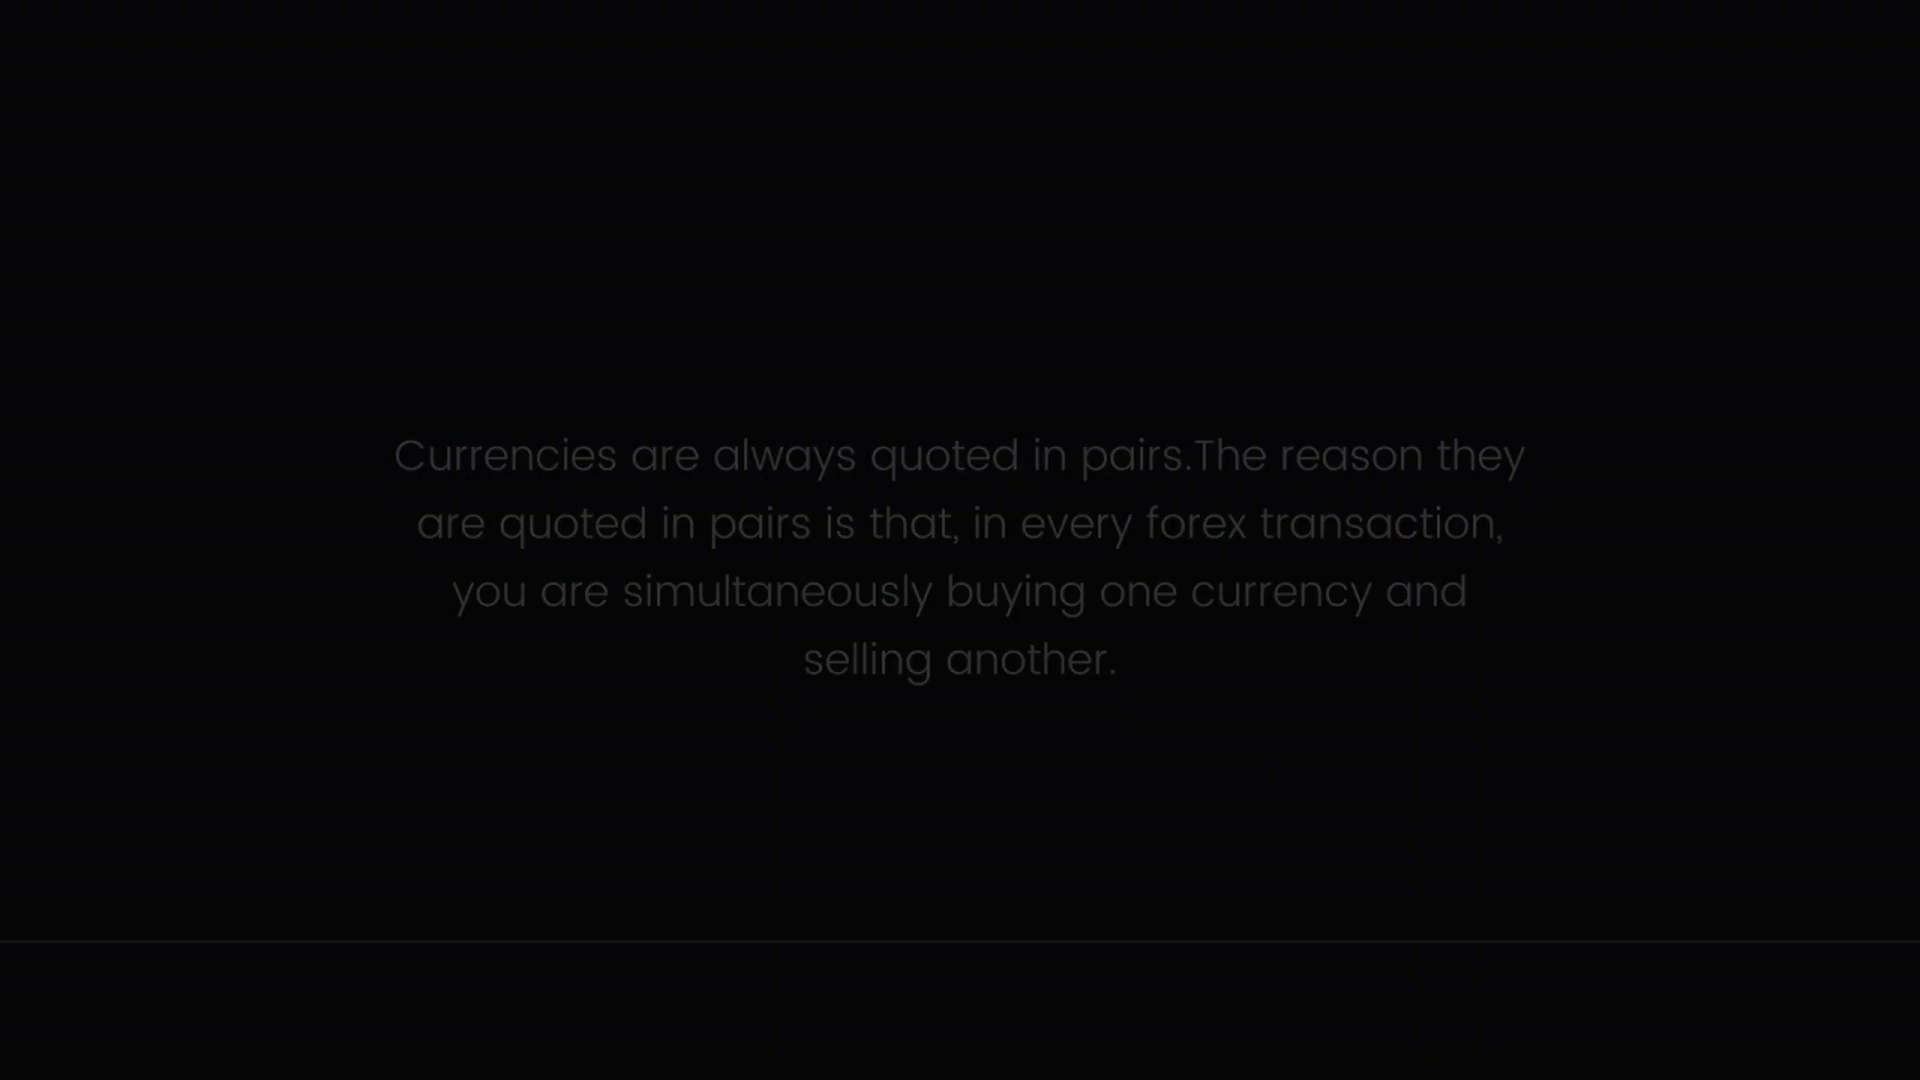 Currencies are always quoted in pairs.The reason they
are quoted in pairs is that, in every forex transaction,
you are simultaneously buying one currency and
selling another.